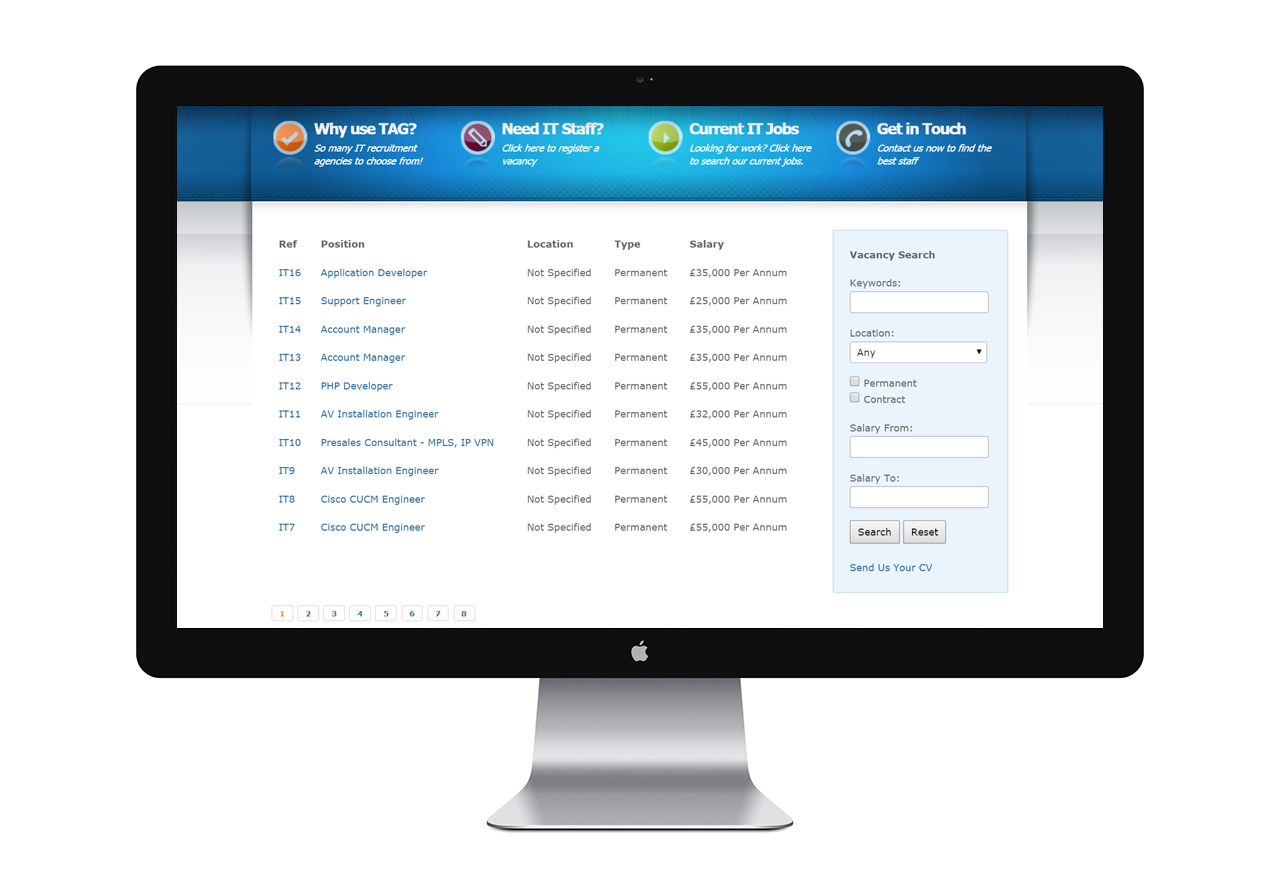 Why use TAG?
So many IT recruitment
agencies to choose from!
Need IT Staff?
Click here to register a
vacancy
Current IT Jobs
Looking for work? Click here
to search our current jobs.
Get in Touch
Contact us now to find the
best staff
Ref Position Location Type Salary
IT16 Application Developer Not Specified Permanent £35,000 Per Annum
IT15 Support Engineer Not Specified Permanent £25,000 Per Annum
IT14 Account Manager Not Specified Permanent £35,000 Per Annum
IT13 Account Manager Not Specified Permanent £35,000 Per Annum
IT12 PHP Developer Not Specified Permanent £55,000 Per Annum
IT11 AV Installation Engineer Not Specified Permanent £32,000 Per Annum
IT10 Presales Consultant - MPLS, IP VPN Not Specified Permanent £45,000 Per Annum
IT9 AV Installation Engineer Not Specified Permanent £30,000 Per Annum
IT8 Cisco CUCM Engineer Not Specified Permanent £55,000 Per Annum
IT7 Cisco CUCM Engineer Not Specified Permanent £55,000 Per Annum
1 2 3 4 5 6 7 8
Vacancy Search
Keywords:
Location:
Any
Permanent
Contract
Salary From:
Salary To:
Search Reset
Send Us Your CV